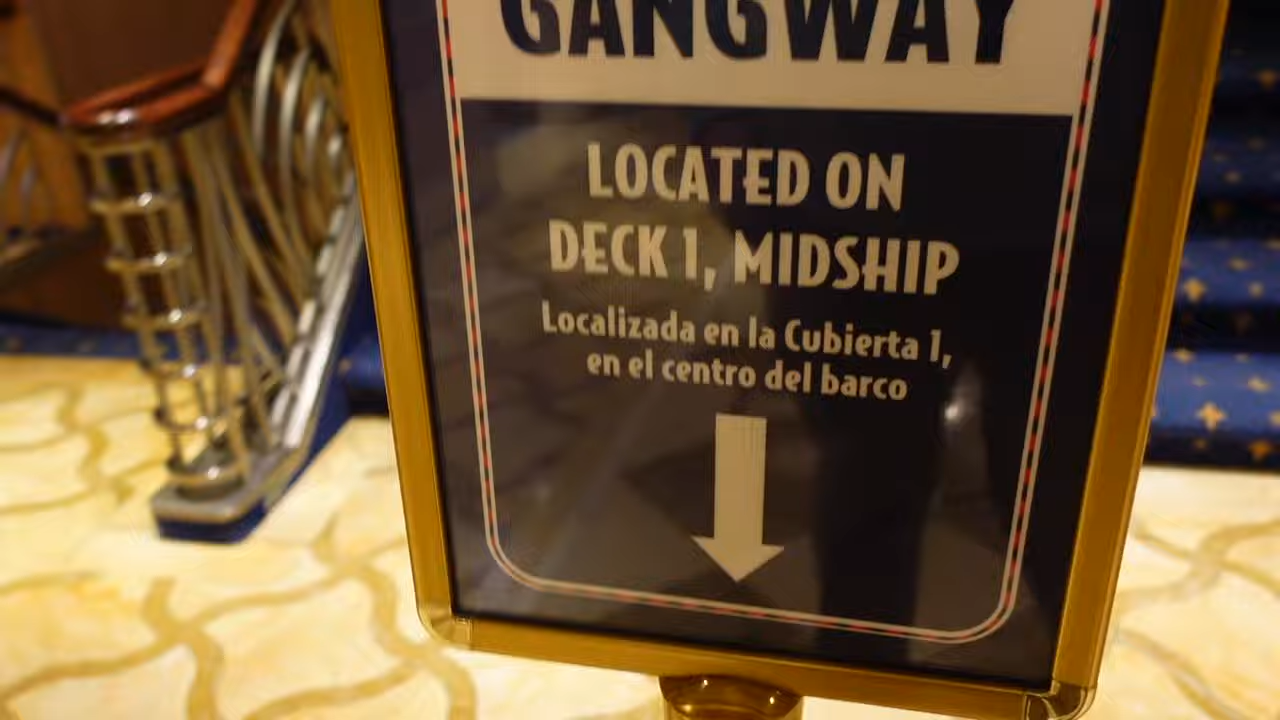 GANGWAY
LOCATED ON
DECK 1, MIDSHIP
Localizada en la Cubierta 1,
en el centro del barco